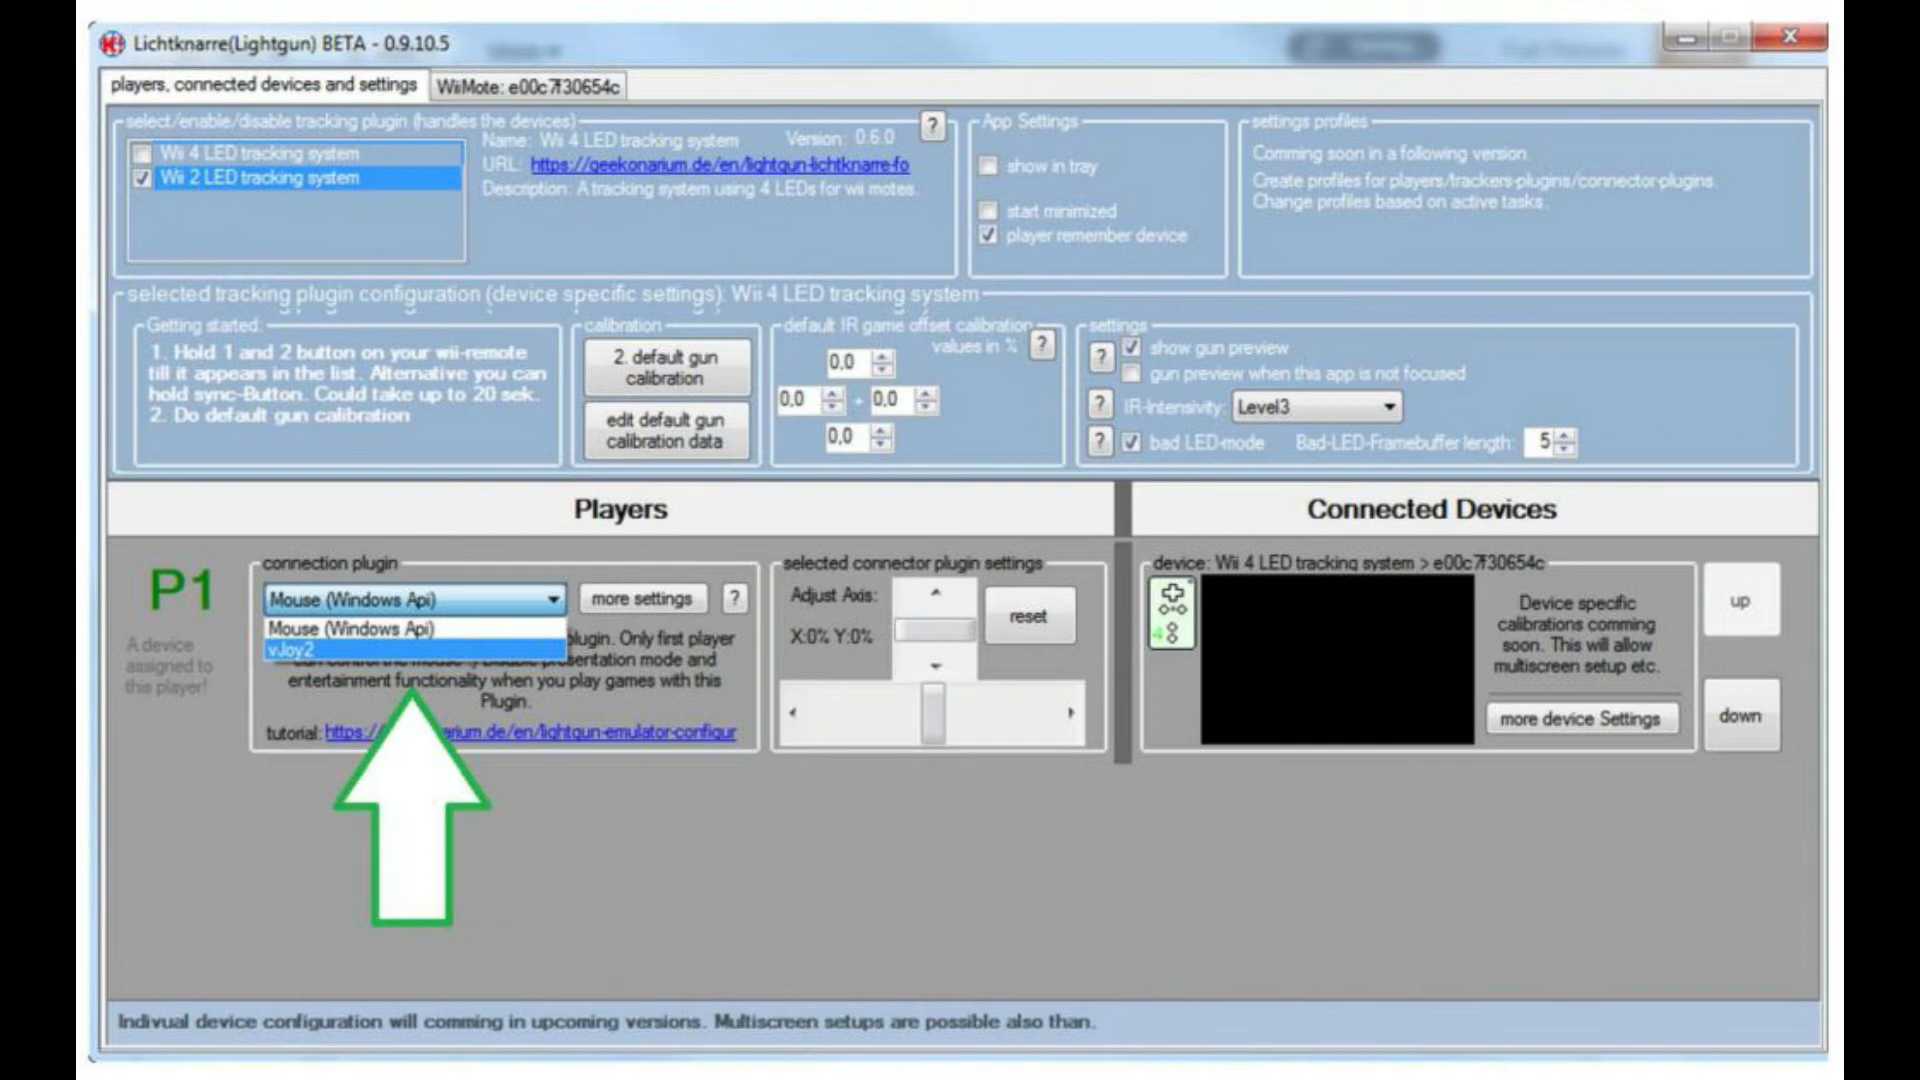 Lichtknarre(Lightgun) BETA - 0.9.10.5
players, connected devices and settings
WiiMote: e00c7f30654c
select/enable/disable tracking plugin (handles the devices)
Wii 4 LED tracking system
Wii 2 LED tracking system
Name: Wii 4 LED tracking system Version: 0.6.0
URL: https://geekonarium.de/en/lightgun-lichtknarre-fo
Description: A tracking system using 4 LEDs for wii motes.
?
App Settings
show in tray
start minimized
player remember device
settings profiles
Comming soon in a following version.
Create profiles for players/trackers-plugins/connector-plugins.
Change profiles based on active tasks.
selected tracking plugin configuration (device specific settings): Wii 4 LED tracking system
Getting started:
1. Hold 1 and 2 button on your wii-remote
till it appears in the list. Alternative you can
hold sync-Button. Could take up to 20 sek.
2. Do default gun calibration
calibration
2. default gun
calibration
edit default gun
calibration data
default IR game offset calibration
values in %
?
0,0
0,0 - 0,0
0,0
settings
? show gun preview
gun preview when this app is not focused
? IR-Intensivity: Level3
? bad LED-mode Bad-LED-Framebuffer length: 5
Players
Connected Devices
P1
A device
assigned to
this player!
connection plugin
Mouse (Windows Api)
more settings
?
Mouse (Windows Api)
vJoy2
plugin. Only first player
entation mode and
entertainment functionality when you play games with this
Plugin.
tutorial: https:/ arium.de/en/lightgun-emulator-configur
selected connector plugin settings
Adjust Axis:
X:0% Y:0%
reset
device: Wii 4 LED tracking system > e00c7f30654c
4
Device specific
calibrations comming
soon. This will allow
multiscreen setup etc.
more device Settings
up
down
Indivual device configuration will comming in upcoming versions. Multiscreen setups are possible also than.